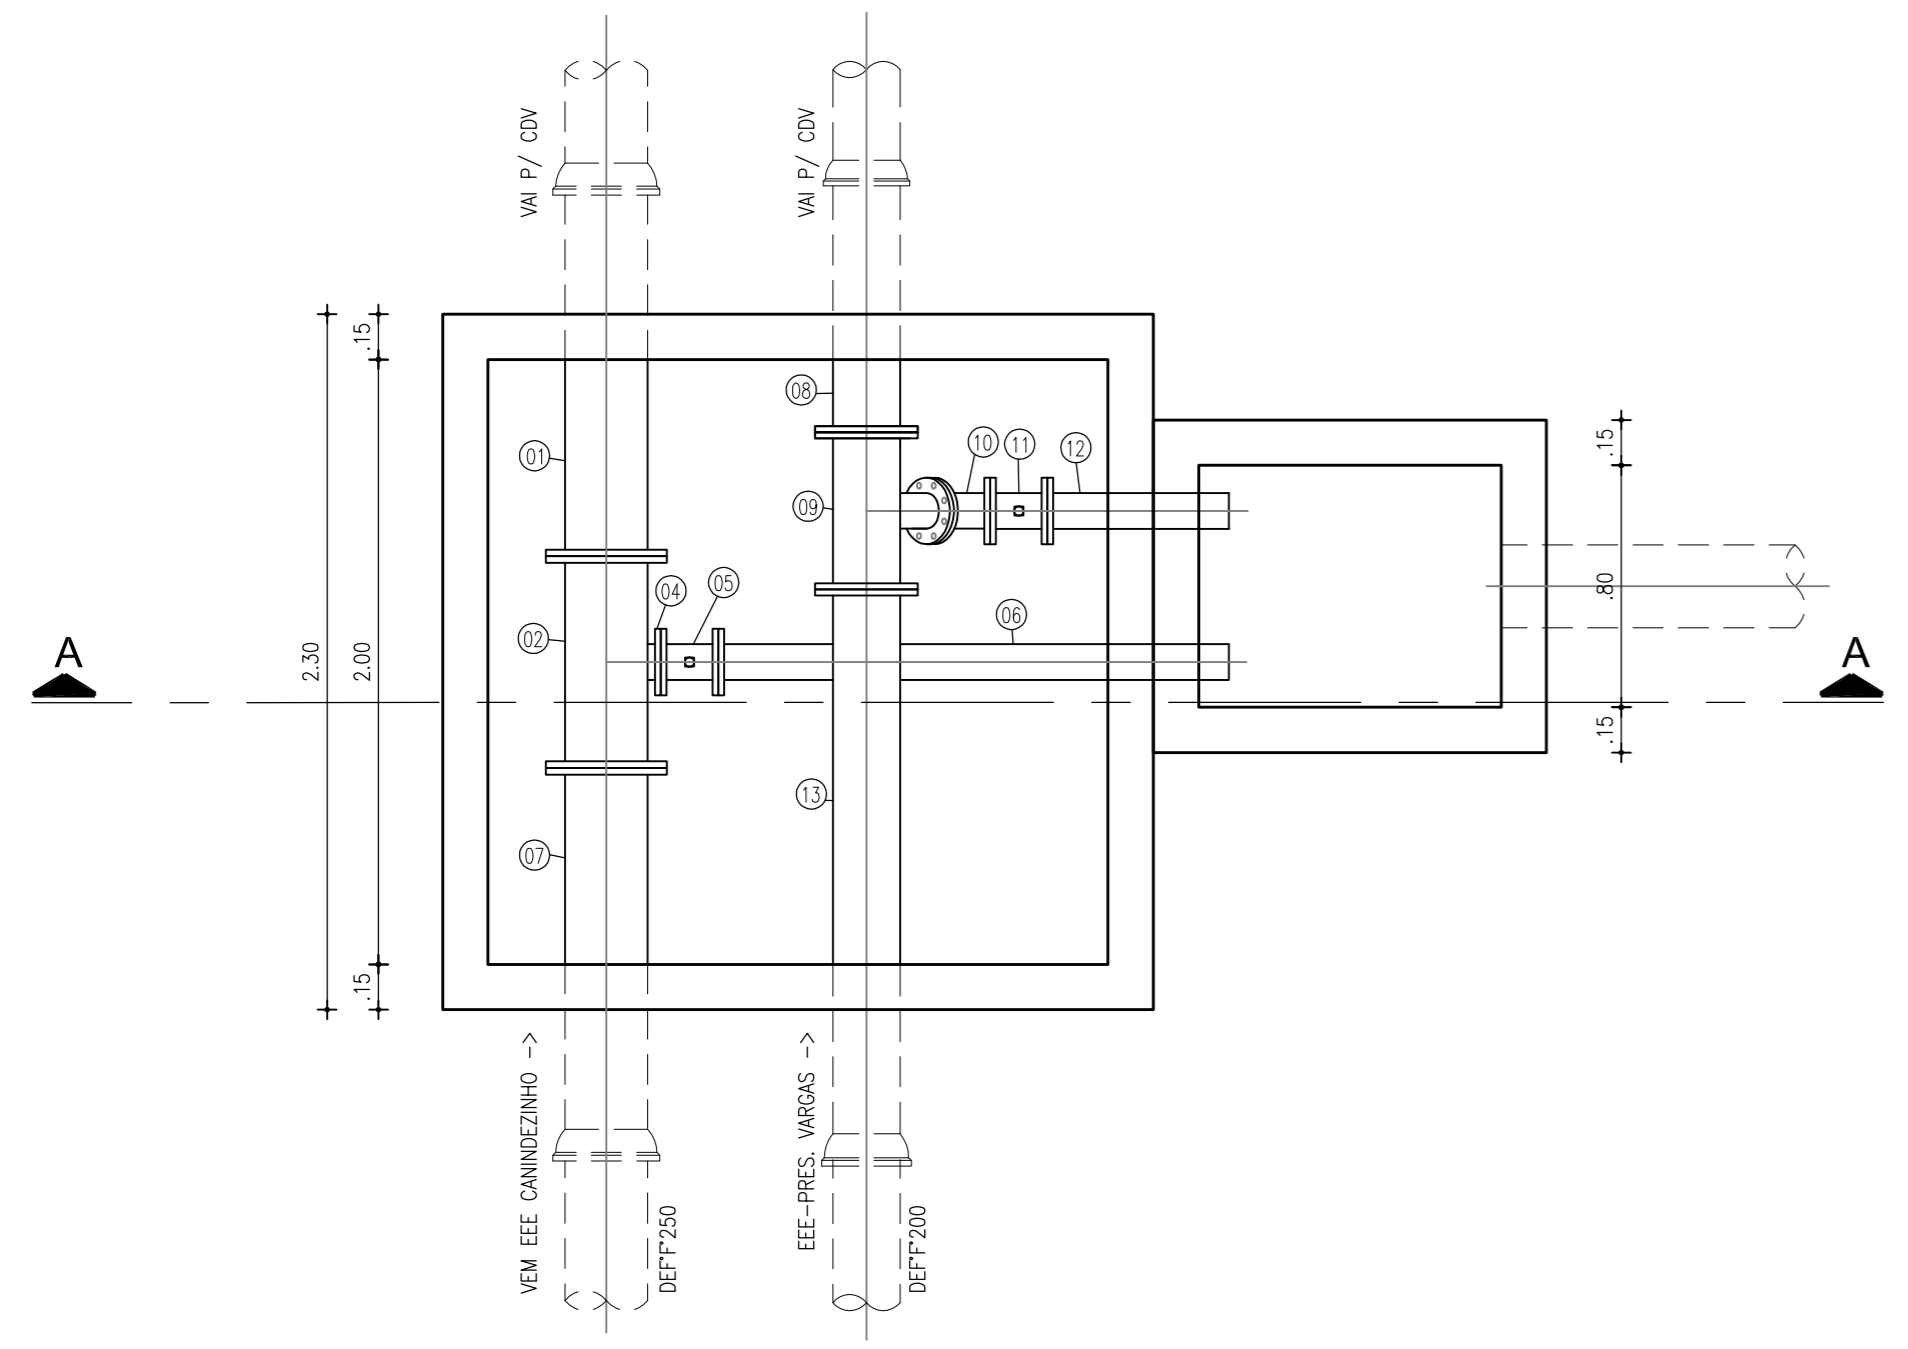 VAI P/ CDV
VAI P/ CDV
.15
2.30
2.00
.15
08
01
09
10
11
12
02
04
05
06
13
07
.15
.80
.15
A
A
VEM EEE CANINDEZINHO ->
DEF°F°250
EEE-PRES. VARGAS ->
DEF°F°200